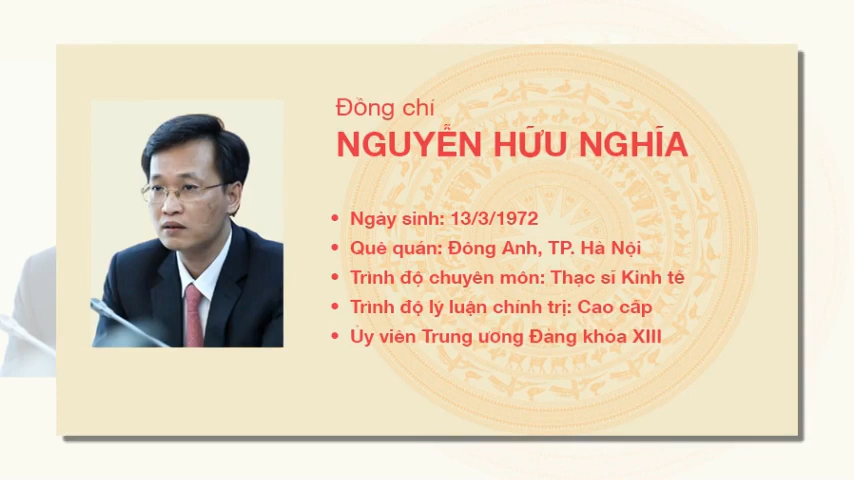 Đồng chí
NGUYỄN HỮU NGHĨA
• Ngày sinh: 13/3/1972
• Quê quán: Đông Anh, TP. Hà Nội
• Trình độ chuyên môn: Thạc sĩ Kinh tế
• Trình độ lý luận chính trị: Cao cấp
• Ủy viên Trung ương Đảng khóa XIII